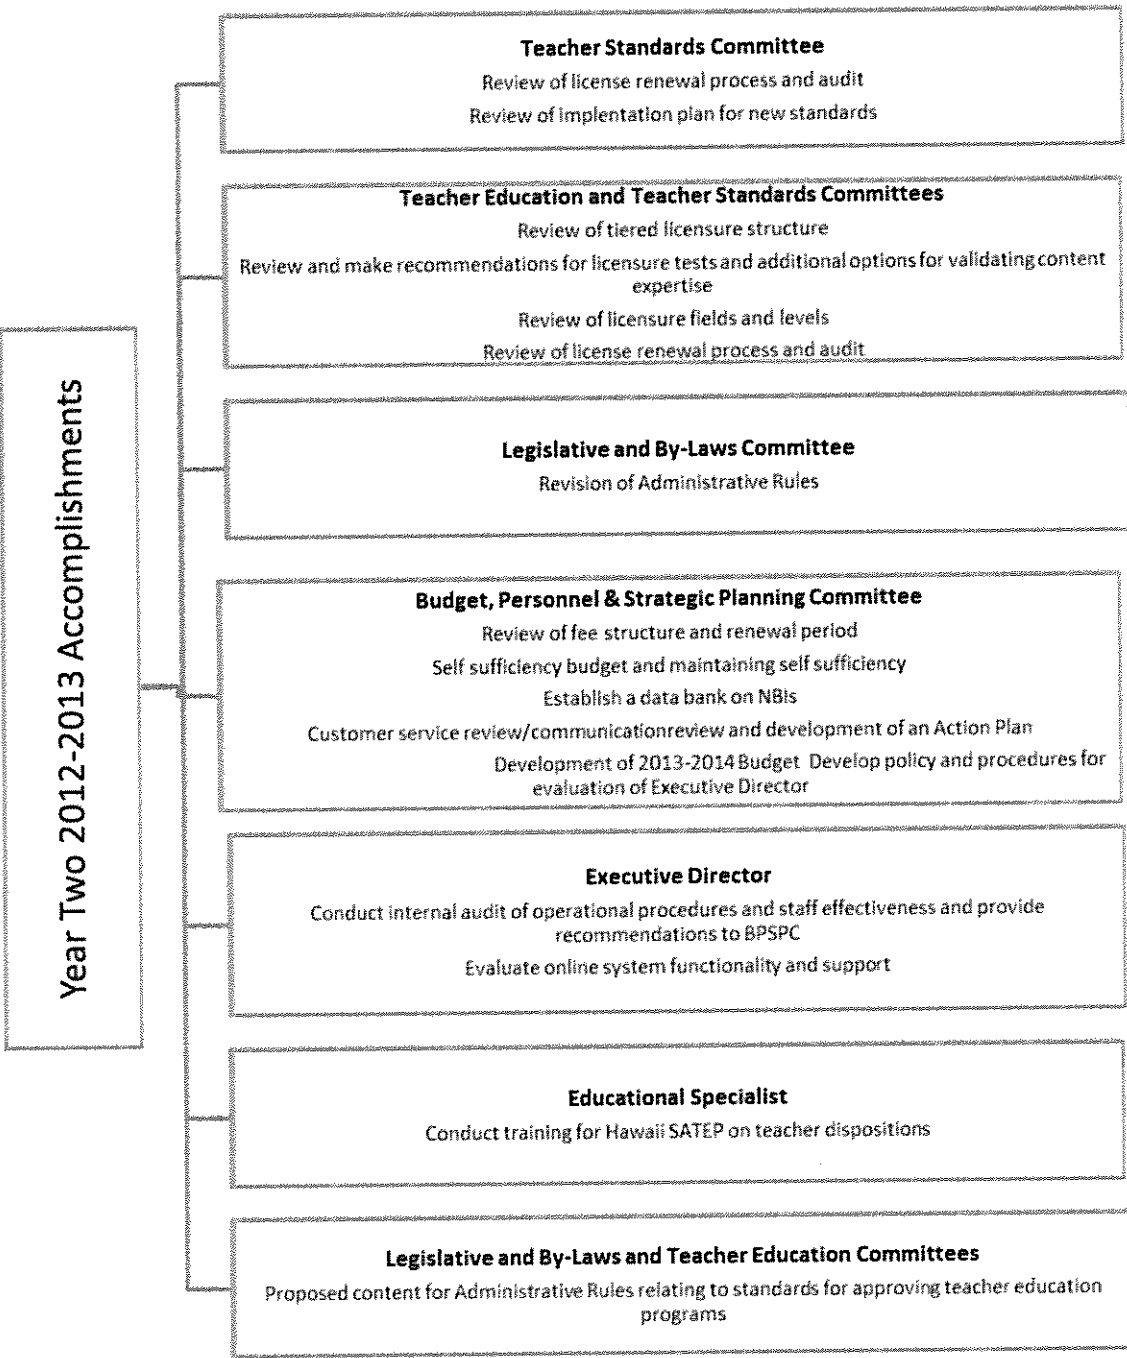 Year Two 2012-2013 Accomplishments
Teacher Standards Committee
Review of license renewal process and audit
Review of implentation plan for new standards
Teacher Education and Teacher Standards Committees
Review of tiered licensure structure
Review and make recommendations for licensure tests and additional options for validating content
expertise
Review of licensure fields and levels
Review of license renewal process and audit
Legislative and By-Laws Committee
Revision of Administrative Rules
Budget, Personnel & Strategic Planning Committee
Review of fee structure and renewal period
Self sufficiency budget and maintaining self sufficiency
Establish a data bank on NBIs
Customer service review/communicationreview and development of an Action Plan
Development of 2013-2014 Budget Develop policy and procedures for
evaluation of Executive Director
Executive Director
Conduct internal audit of operational procedures and staff effectiveness and provide
recommendations to BPSPC
Evaluate online system functionality and support
Educational Specialist
Conduct training for Hawaii SATEP on teacher dispositions
Legislative and By-Laws and Teacher Education Committees
Proposed content for Administrative Rules relating to standards for approving teacher education
programs